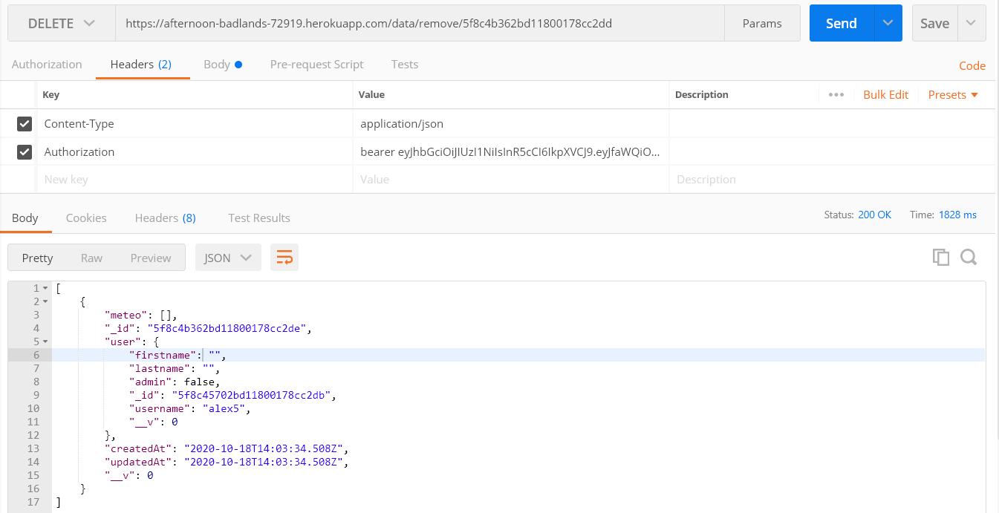 DELETE https://afternoon-badlands-72919.herokuapp.com/data/remove/5f8c4b362bd11800178cc2dd Params Send Save
Authorization Headers (2) Body Pre-request Script Tests Code
Key Value Description ••• Bulk Edit Presets
Content-Type application/json
Authorization bearer eyJhbGciOiJIUzI1NiIsInR5cCI6IkpXVCJ9.eyJfaWQiO...
New key Value Description
Body Cookies Headers (8) Test Results Status: 200 OK Time: 1828 ms
Pretty Raw Preview JSON
1 [
2 {
3 "meteo": [],
4 "_id": "5f8c4b362bd11800178cc2de",
5 "user": {
6 "firstname": "",
7 "lastname": "",
8 "admin": false,
9 "_id": "5f8c45702bd11800178cc2db",
10 "username": "alex5",
11 "__v": 0
12 },
13 "createdAt": "2020-10-18T14:03:34.508Z",
14 "updatedAt": "2020-10-18T14:03:34.508Z",
15 "__v": 0
16 }
17 ]